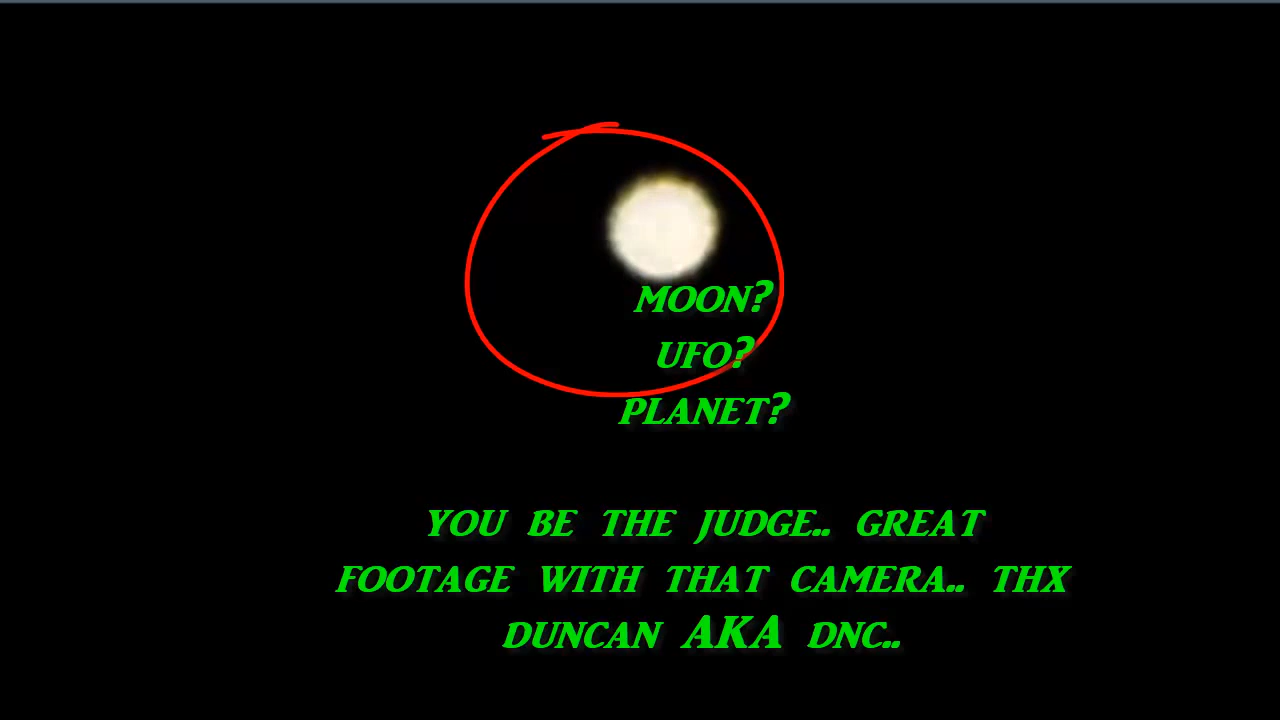 MOON?
UFO?
PLANET?
YOU BE THE JUDGE.. GREAT
FOOTAGE WITH THAT CAMERA.. THX
DUNCAN AKA DNC..